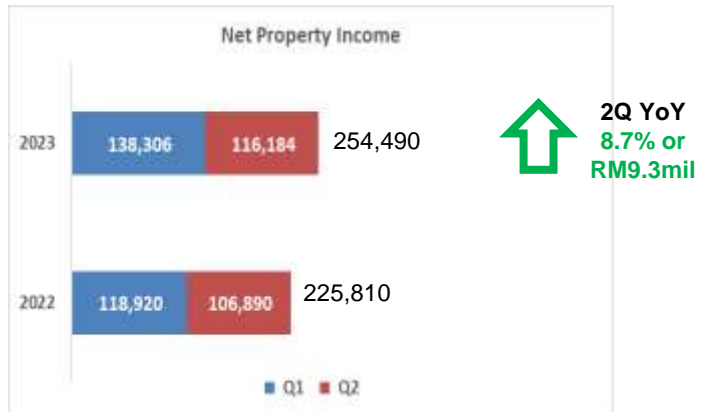 Net Property Income
2023
138,306
116,184
254,490
2Q YoY
8.7% or
RM9.3mil
2022
118,920
106,890
225,810
Q1
Q2